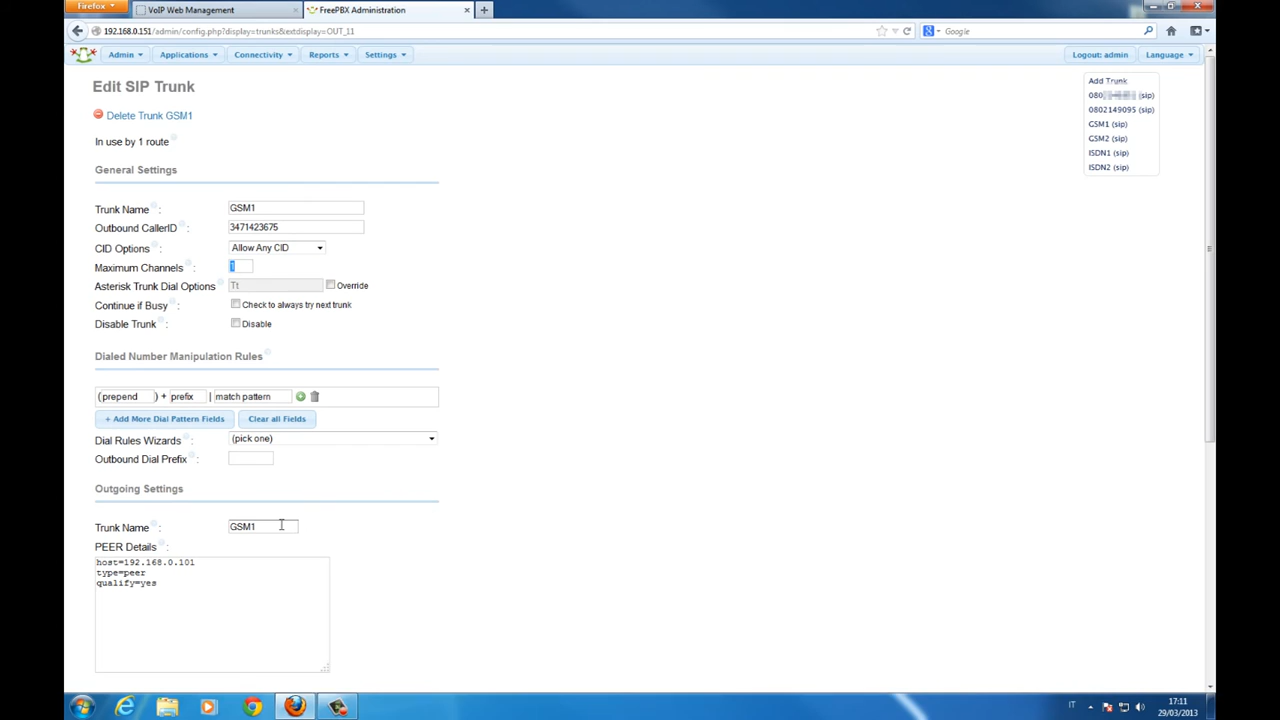 Firefox
VoIP Web Management
FreePBX Administration
192.168.0.151/admin/config.php?display=trunks&extdisplay=OUT_11
Google
Admin
Applications
Connectivity
Reports
Settings
Logout: admin
Language
Edit SIP Trunk
Delete Trunk GSM1
In use by 1 route
General Settings
Trunk Name : GSM1
Outbound CallerID : 3471423675
CID Options : Allow Any CID
Maximum Channels : 1
Asterisk Trunk Dial Options Tt Override
Continue if Busy : Check to always try next trunk
Disable Trunk : Disable
Dialed Number Manipulation Rules
(prepend ) + prefix | match pattern
+ Add More Dial Pattern Fields Clear all Fields
Dial Rules Wizards : (pick one)
Outbound Dial Prefix :
Outgoing Settings
Trunk Name : GSM1
PEER Details :
host=192.168.0.101
type=peer
qualify=yes
Add Trunk
080 (sip)
0802149095 (sip)
GSM1 (sip)
GSM2 (sip)
ISDN1 (sip)
ISDN2 (sip)
IT
17:11
29/03/2013